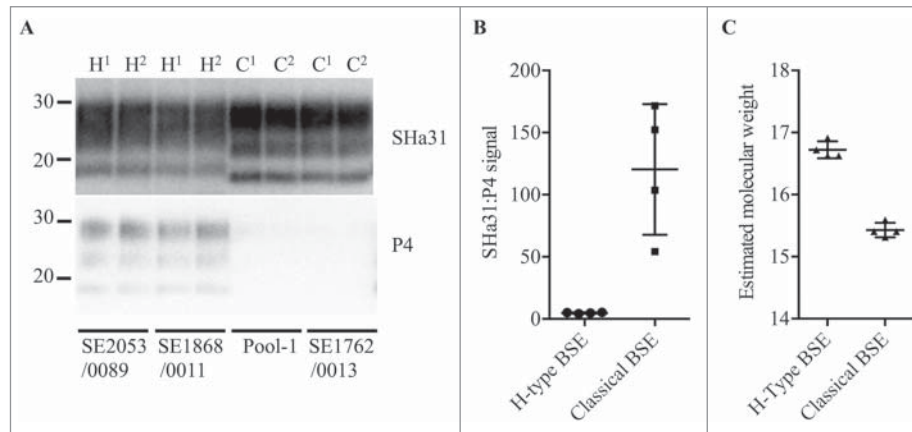 A
H1 H2 H1 H2 C1 C2 C1 C2
30
20
SHa31
30
20
P4
SE2053 SE1868 Pool-1 SE1762
/0089 /0011 /0013
B
SHa31:P4 signal
200
150
100
50
0
H-type BSE
Classical BSE
C
Estimated molecular weight
18
17
16
15
14
H-Type BSE
Classical BSE